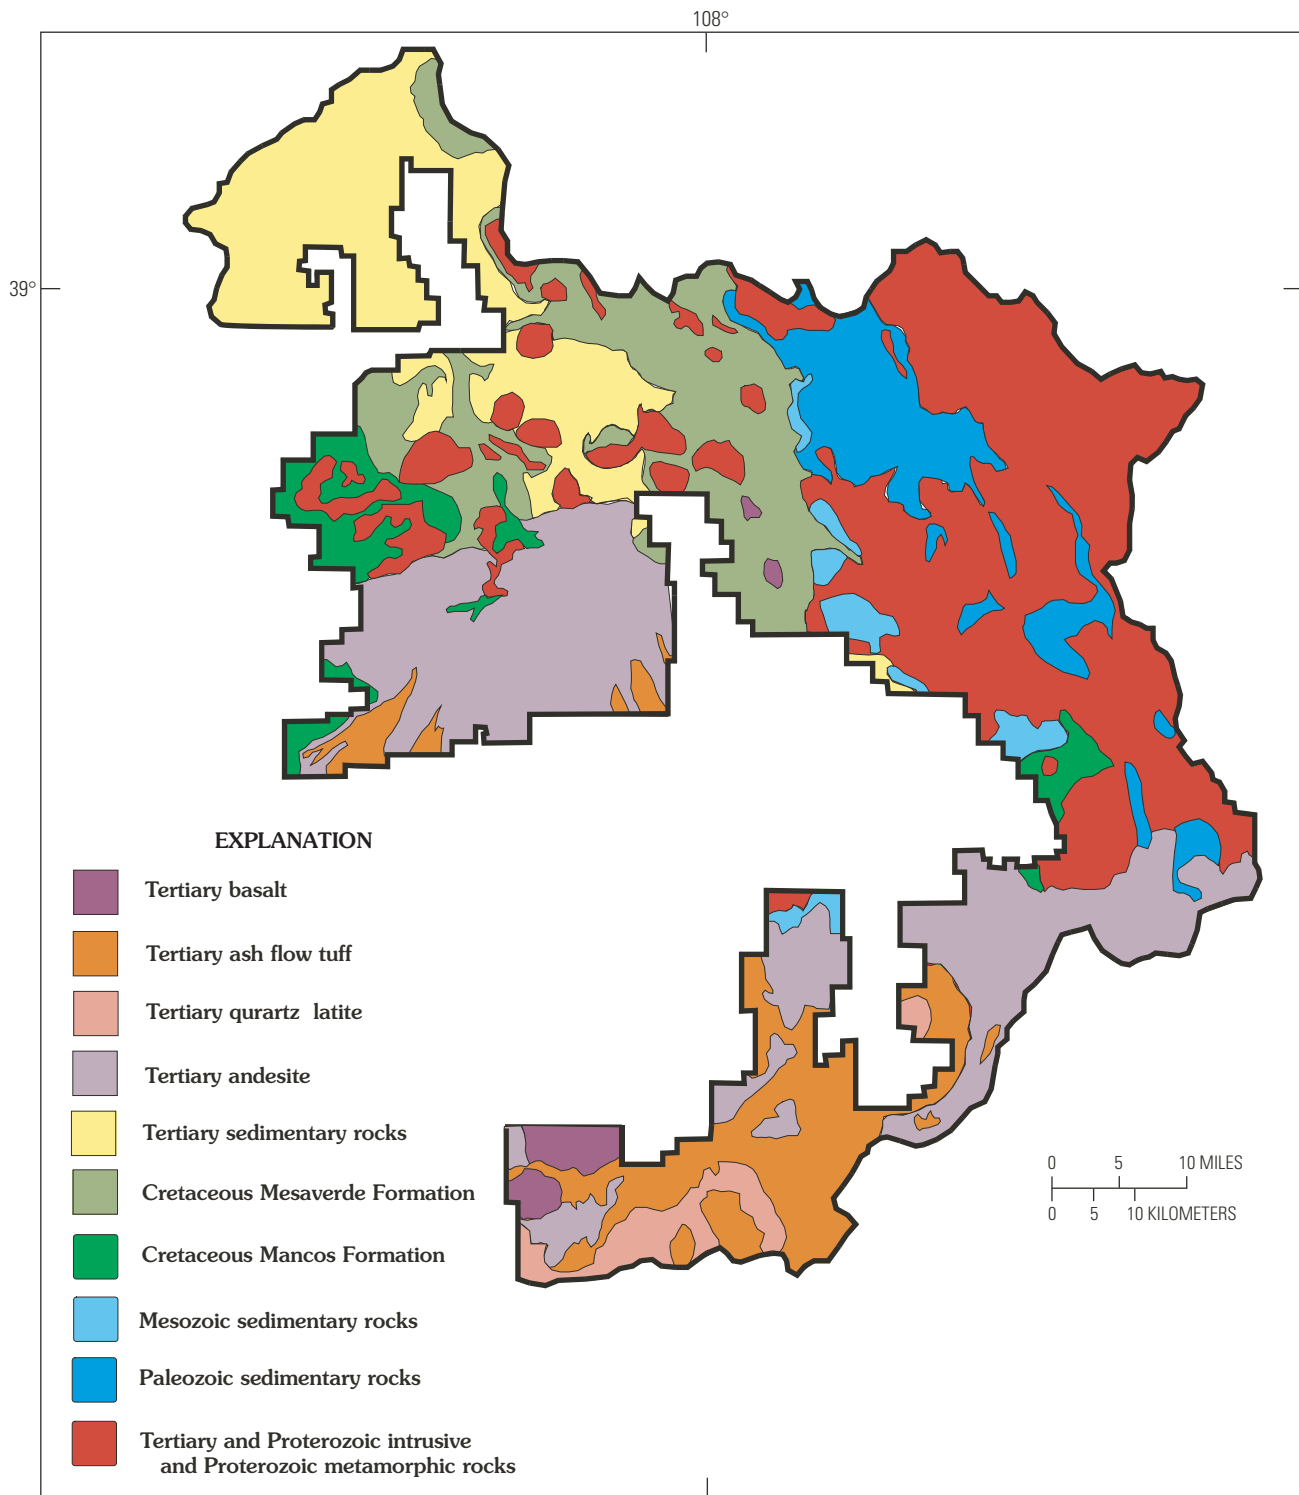 108°
39°
EXPLANATION
Tertiary basalt
Tertiary ash flow tuff
Tertiary qurartz latite
Tertiary andesite
Tertiary sedimentary rocks
Cretaceous Mesaverde Formation
Cretaceous Mancos Formation
Mesozoic sedimentary rocks
Paleozoic sedimentary rocks
Tertiary and Proterozoic intrusive
and Proterozoic metamorphic rocks
0 5 10 MILES
0 5 10 KILOMETERS